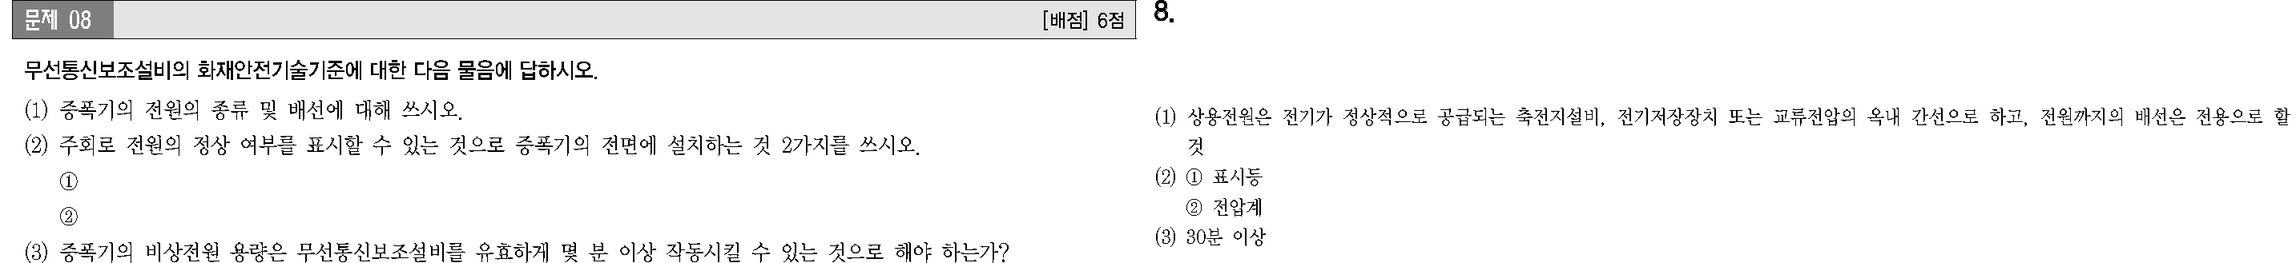 문제 08
[배점] 6점
무선통신보조설비의 화재안전기술기준에 대한 다음 물음에 답하시오.
(1) 증폭기의 전원의 종류 및 배선에 대해 쓰시오.
(2) 주회로 전원의 정상 여부를 표시할 수 있는 것으로 증폭기의 전면에 설치하는 것 2가지를 쓰시오.
①
②
(3) 증폭기의 비상전원 용량은 무선통신보조설비를 유효하게 몇 분 이상 작동시킬 수 있는 것으로 해야 하는가?
8.
(1) 상용전원은 전기가 정상적으로 공급되는 축전지설비, 전기저장장치 또는 교류전압의 옥내 간선으로 하고, 전원까지의 배선은 전용으로 할
것
(2) ① 표시등
② 전압계
(3) 30분 이상